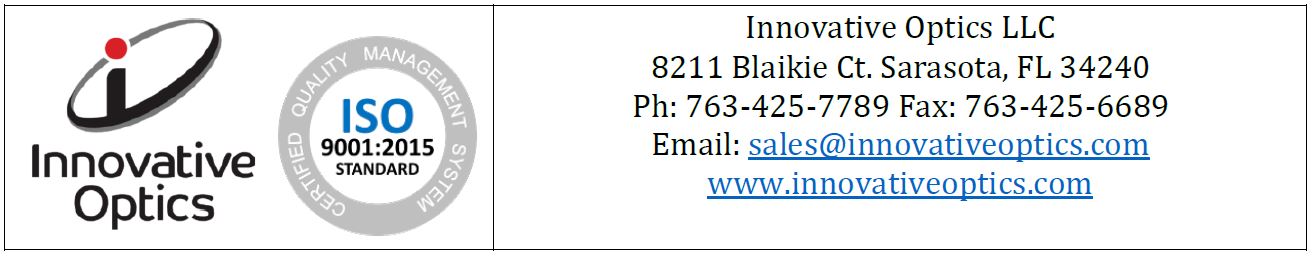 Innovative
Optics
CERTIFIED QUALITY MANAGEMENT SYSTEM
ISO
9001:2015
STANDARD
Innovative Optics LLC
8211 Blaikie Ct. Sarasota, FL 34240
Ph: 763-425-7789 Fax: 763-425-6689
Email: sales@innovativeoptics.com
www.innovativeoptics.com